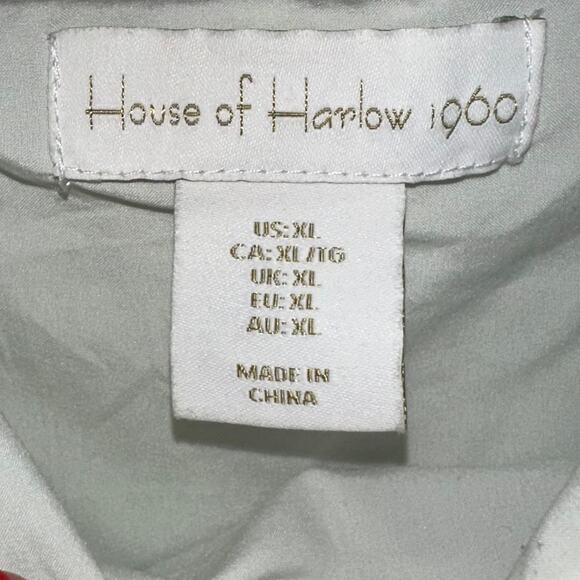 House of Harlow 1960
US: XL
CA: XL/TG
UK: XL
EU: XL
AU: XL
MADE IN
CHINA